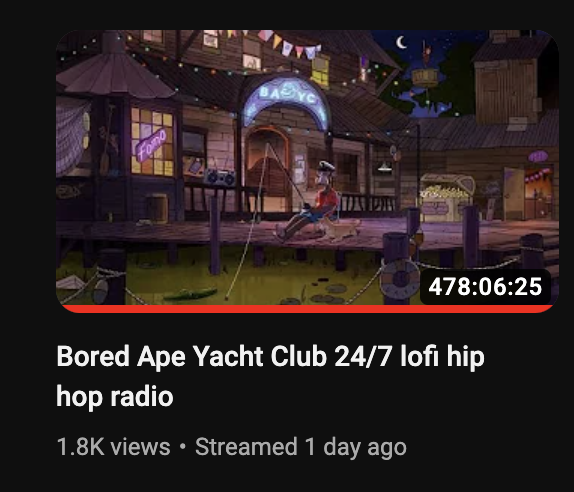 BAYC
Fomo
478:06:25
Bored Ape Yacht Club 24/7 lofi hip
hop radio
1.8K views • Streamed 1 day ago